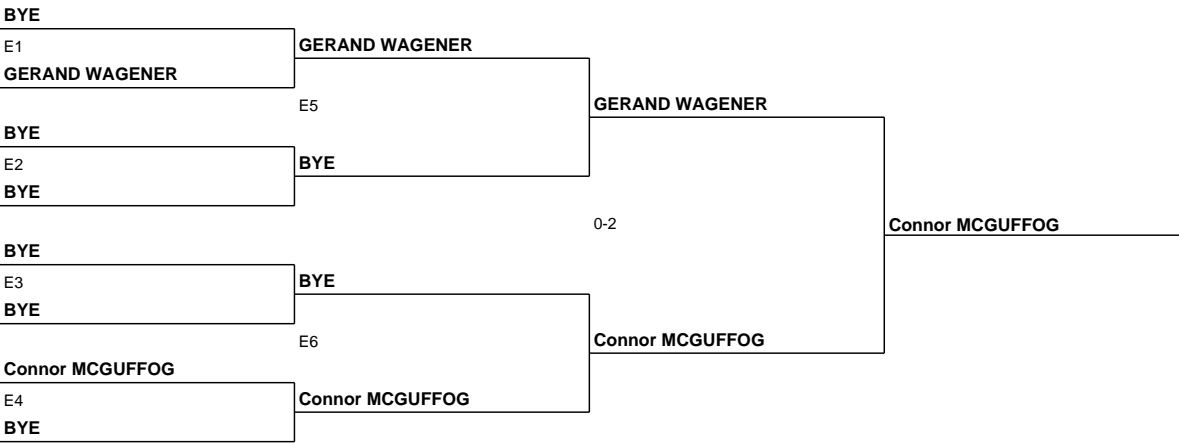 BYE
E1
GERAND WAGENER
GERAND WAGENER
E5
GERAND WAGENER
BYE
E2
BYE
BYE
0-2
Connor MCGUFFOG
BYE
E3
BYE
BYE
E6
Connor MCGUFFOG
Connor MCGUFFOG
E4
Connor MCGUFFOG
BYE